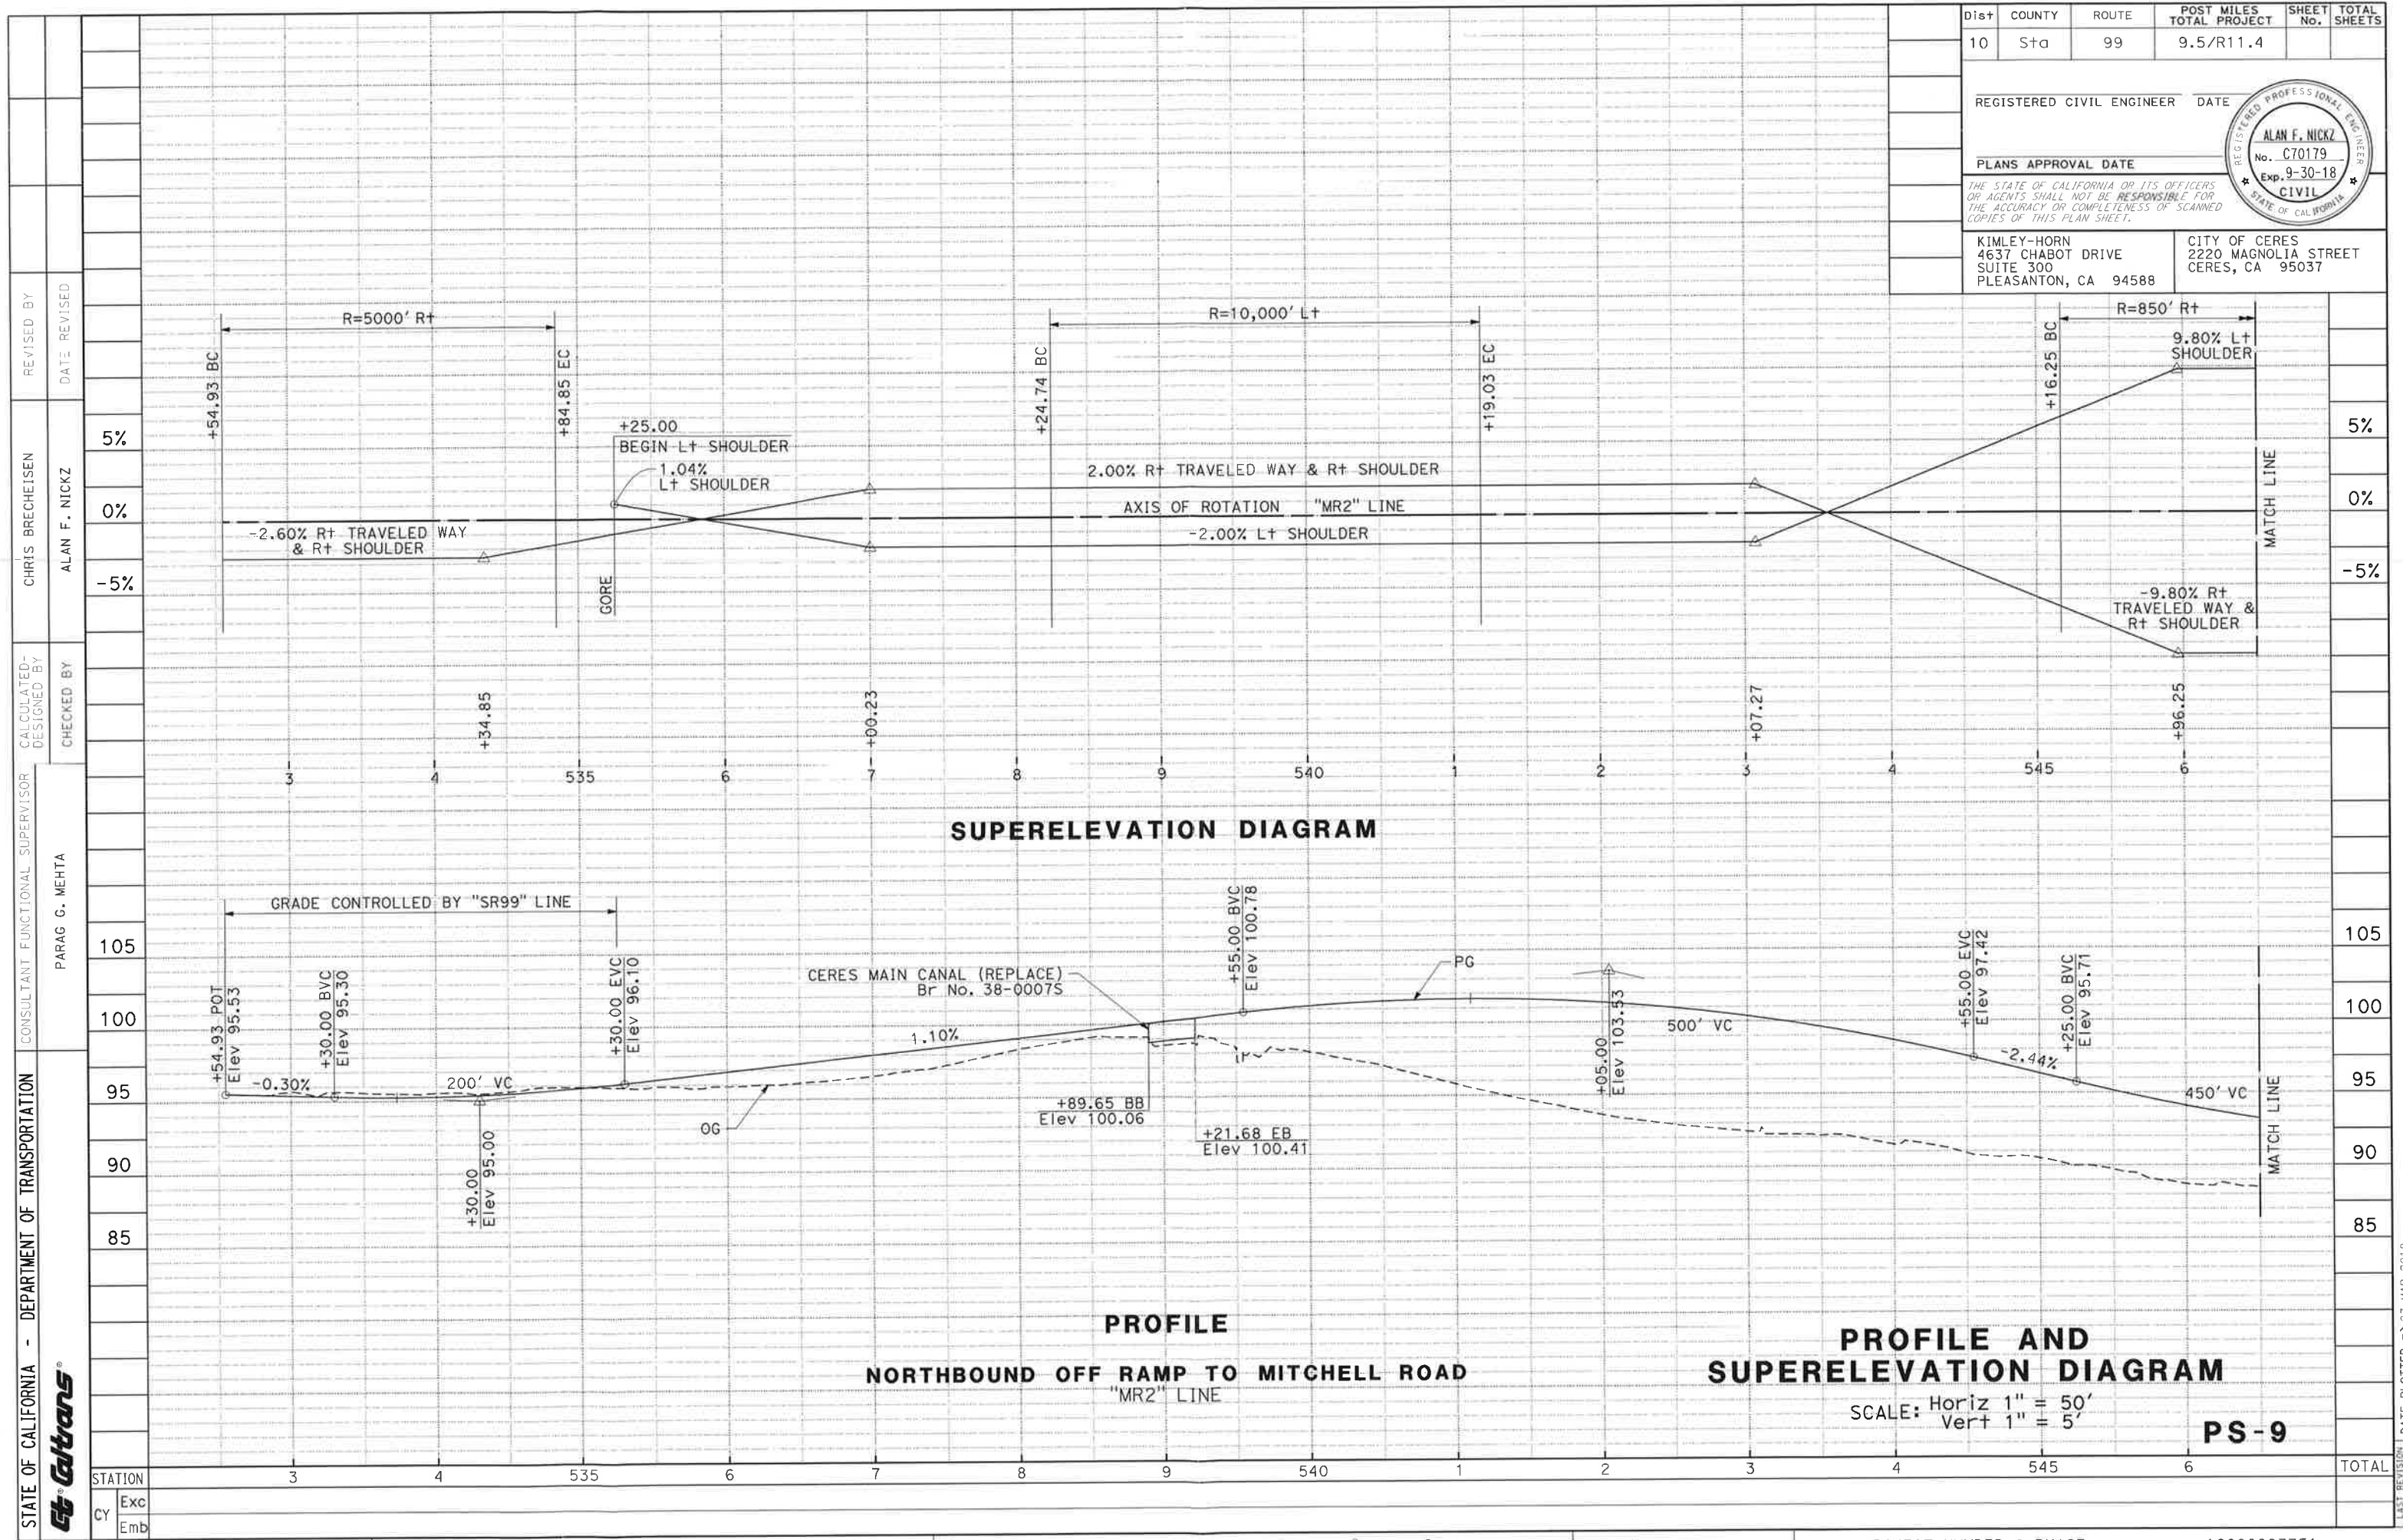 Dist COUNTY ROUTE POST MILES TOTAL PROJECT SHEET No. TOTAL SHEETS
10 Sta 99 9.5/R11.4
REGISTERED CIVIL ENGINEER DATE
PLANS APPROVAL DATE
THE STATE OF CALIFORNIA OR ITS OFFICERS
OR AGENTS SHALL NOT BE RESPONSIBLE FOR
THE ACCURACY OR COMPLETENESS OF SCANNED
COPIES OF THIS PLAN SHEET.
REGISTERED PROFESSIONAL ENGINEER
ALAN F. NICKZ
No. C70179
Exp. 9-30-18
CIVIL
STATE OF CALIFORNIA
KIMLEY-HORN
4637 CHABOT DRIVE
SUITE 300
PLEASANTON, CA 94588
CITY OF CERES
2220 MAGNOLIA STREET
CERES, CA 95037
REVISED BY
DATE REVISED
CHRIS BRECHEISEN
ALAN F. NICKZ
CALCULATED-
DESIGNED BY
CHECKED BY
CONSULTANT FUNCTIONAL SUPERVISOR
PARAG G. MEHTA
STATE OF CALIFORNIA - DEPARTMENT OF TRANSPORTATION
Caltrans
R=5000' Rt
R=10,000' Lt
R=850' Rt
+54.93 BC
+84.85 EC
+24.74 BC
+19.03 EC
+16.25 BC
9.80% Lt
SHOULDER
+25.00
BEGIN Lt SHOULDER
1.04%
Lt SHOULDER
2.00% Rt TRAVELED WAY & Rt SHOULDER
AXIS OF ROTATION "MR2" LINE
-2.00% Lt SHOULDER
-2.60% Rt TRAVELED WAY
& Rt SHOULDER
GORE
-9.80% Rt
TRAVELED WAY &
Rt SHOULDER
MATCH LINE
5%
0%
-5%
5%
0%
-5%
+34.85
+00.23
+07.27
+96.25
3 4 535 6 7 8 9 540 1 2 3 4 545 6
SUPERELEVATION DIAGRAM
GRADE CONTROLLED BY "SR99" LINE
105
100
95
90
85
105
100
95
90
85
+54.93 POT
Elev 95.53
+30.00 BVC
Elev 95.30
-0.30%
200' VC
+30.00
Elev 95.00
+30.00 EVC
Elev 96.10
OG
1.10%
CERES MAIN CANAL (REPLACE)
Br No. 38-0007S
+89.65 BB
Elev 100.06
+21.68 EB
Elev 100.41
+55.00 BVC
Elev 100.78
PG
+05.00
Elev 103.53
500' VC
+55.00 EVC
Elev 97.42
-2.44%
+25.00 BVC
Elev 95.71
450' VC
MATCH LINE
PROFILE
NORTHBOUND OFF RAMP TO MITCHELL ROAD
"MR2" LINE
PROFILE AND
SUPERELEVATION DIAGRAM
SCALE: Horiz 1" = 50'
Vert 1" = 5'
PS-9
STATION 3 4 535 6 7 8 9 540 1 2 3 4 545 6 TOTAL
CY
Exc
Emb
LAST REVISION